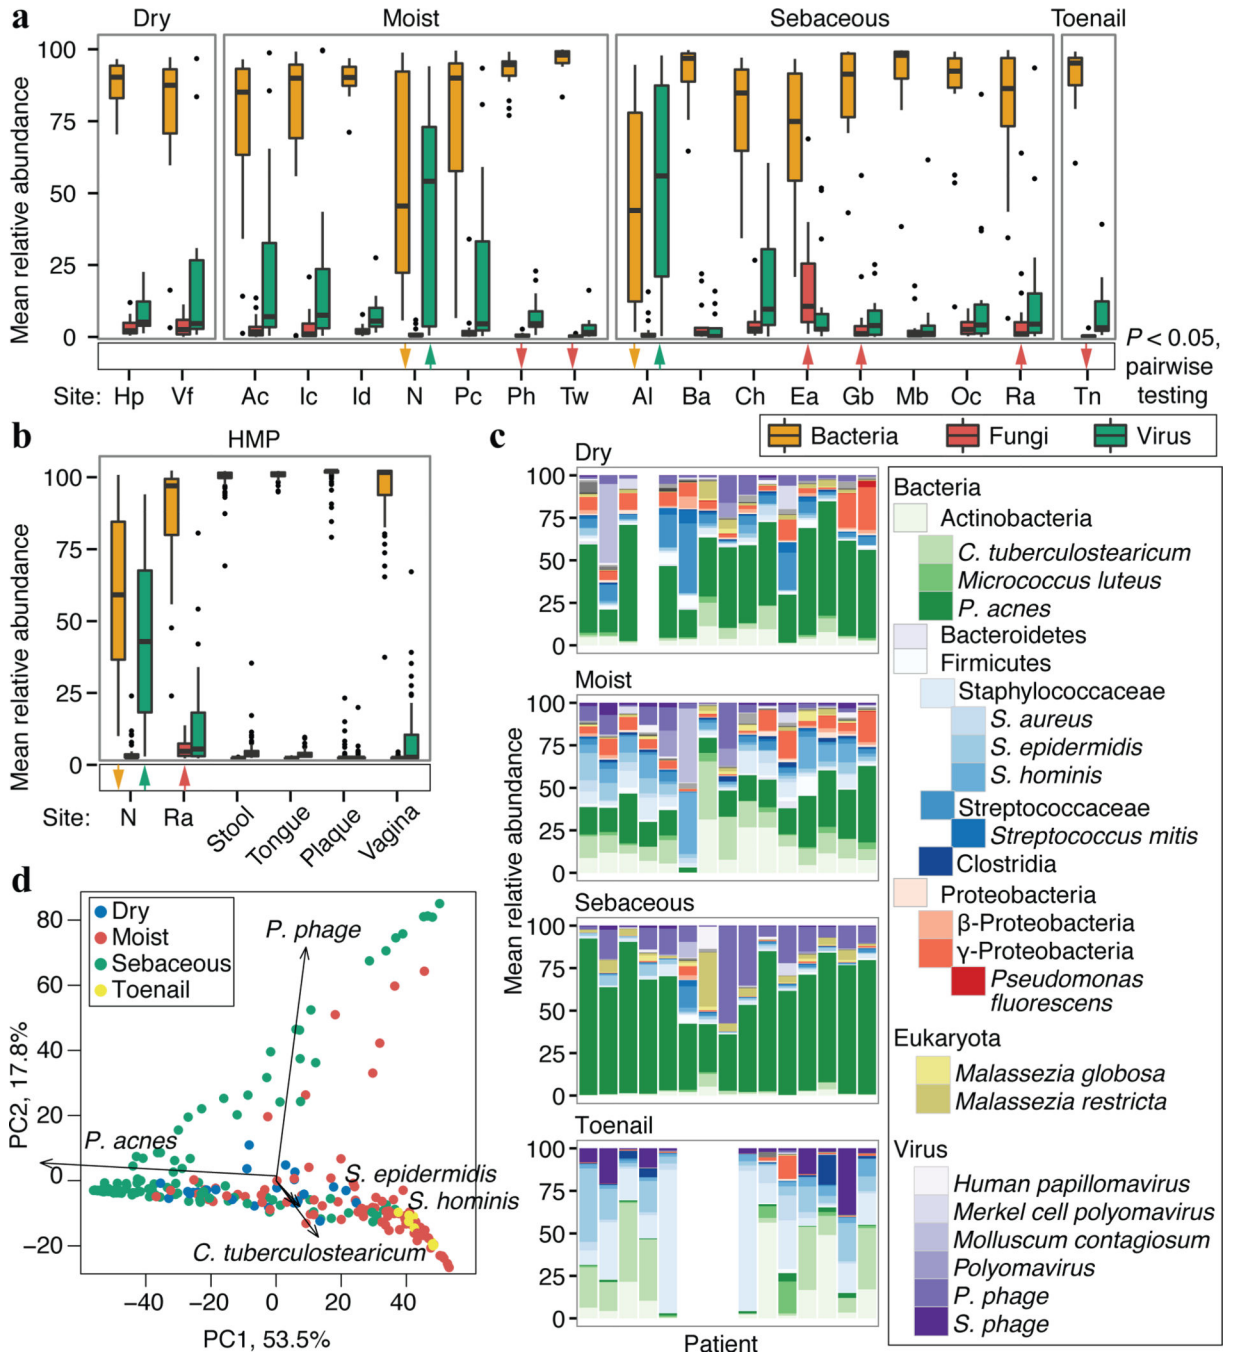 a
Dry
Moist
Sebaceous
Toenail
Mean relative abundance
100
75
50
25
0
P < 0.05,
pairwise
testing
Site: Hp Vf Ac Ic Id N Pc Ph Tw Al Ba Ch Ea Gb Mb Oc Ra Tn
Bacteria Fungi Virus
b
HMP
Mean relative abundance
100
75
50
25
0
Site: N Ra Stool Tongue Plaque Vagina
c
Mean relative abundance
Dry
100
75
50
25
0
Moist
100
75
50
25
0
Sebaceous
100
75
50
25
0
Toenail
100
75
50
25
0
Patient
Bacteria
Actinobacteria
C. tuberculostearicum
Micrococcus luteus
P. acnes
Bacteroidetes
Firmicutes
Staphylococcaceae
S. aureus
S. epidermidis
S. hominis
Streptococcaceae
Streptococcus mitis
Clostridia
Proteobacteria
β-Proteobacteria
γ-Proteobacteria
Pseudomonas
fluorescens
Eukaryota
Malassezia globosa
Malassezia restricta
Virus
Human papillomavirus
Merkel cell polyomavirus
Molluscum contagiosum
Polyomavirus
P. phage
S. phage
d
Dry
Moist
Sebaceous
Toenail
P. phage
P. acnes
S. epidermidis
S. hominis
C. tuberculostearicum
PC2, 17.8%
80
60
40
20
0
−20
−40 −20 0 20 40
PC1, 53.5%